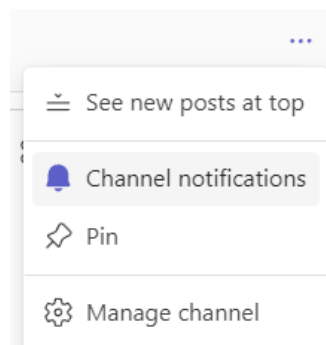 See new posts at top
Channel notifications
Pin
Manage channel